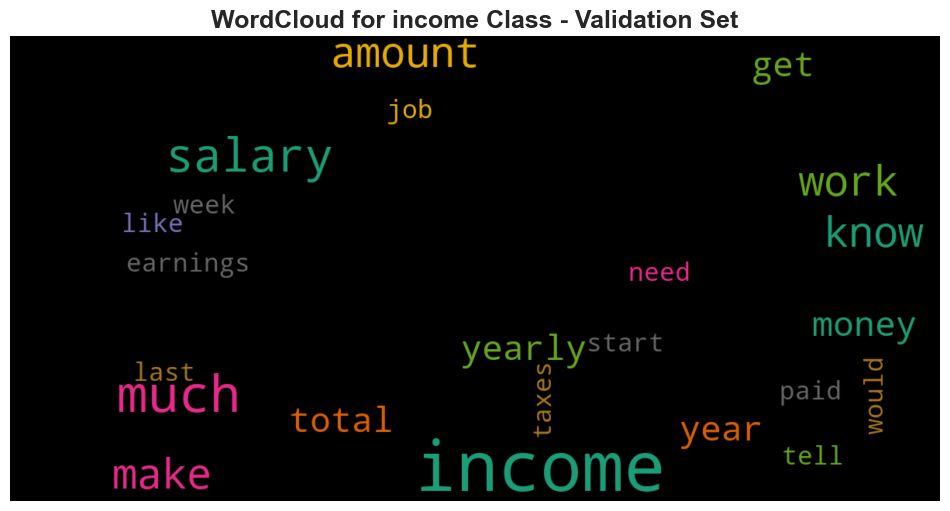 WordCloud for income Class - Validation Set
amount
get
job
salary
work
week
like
know
earnings
need
money
yearly
start
last
taxes
would
much
paid
total
year
tell
income
make